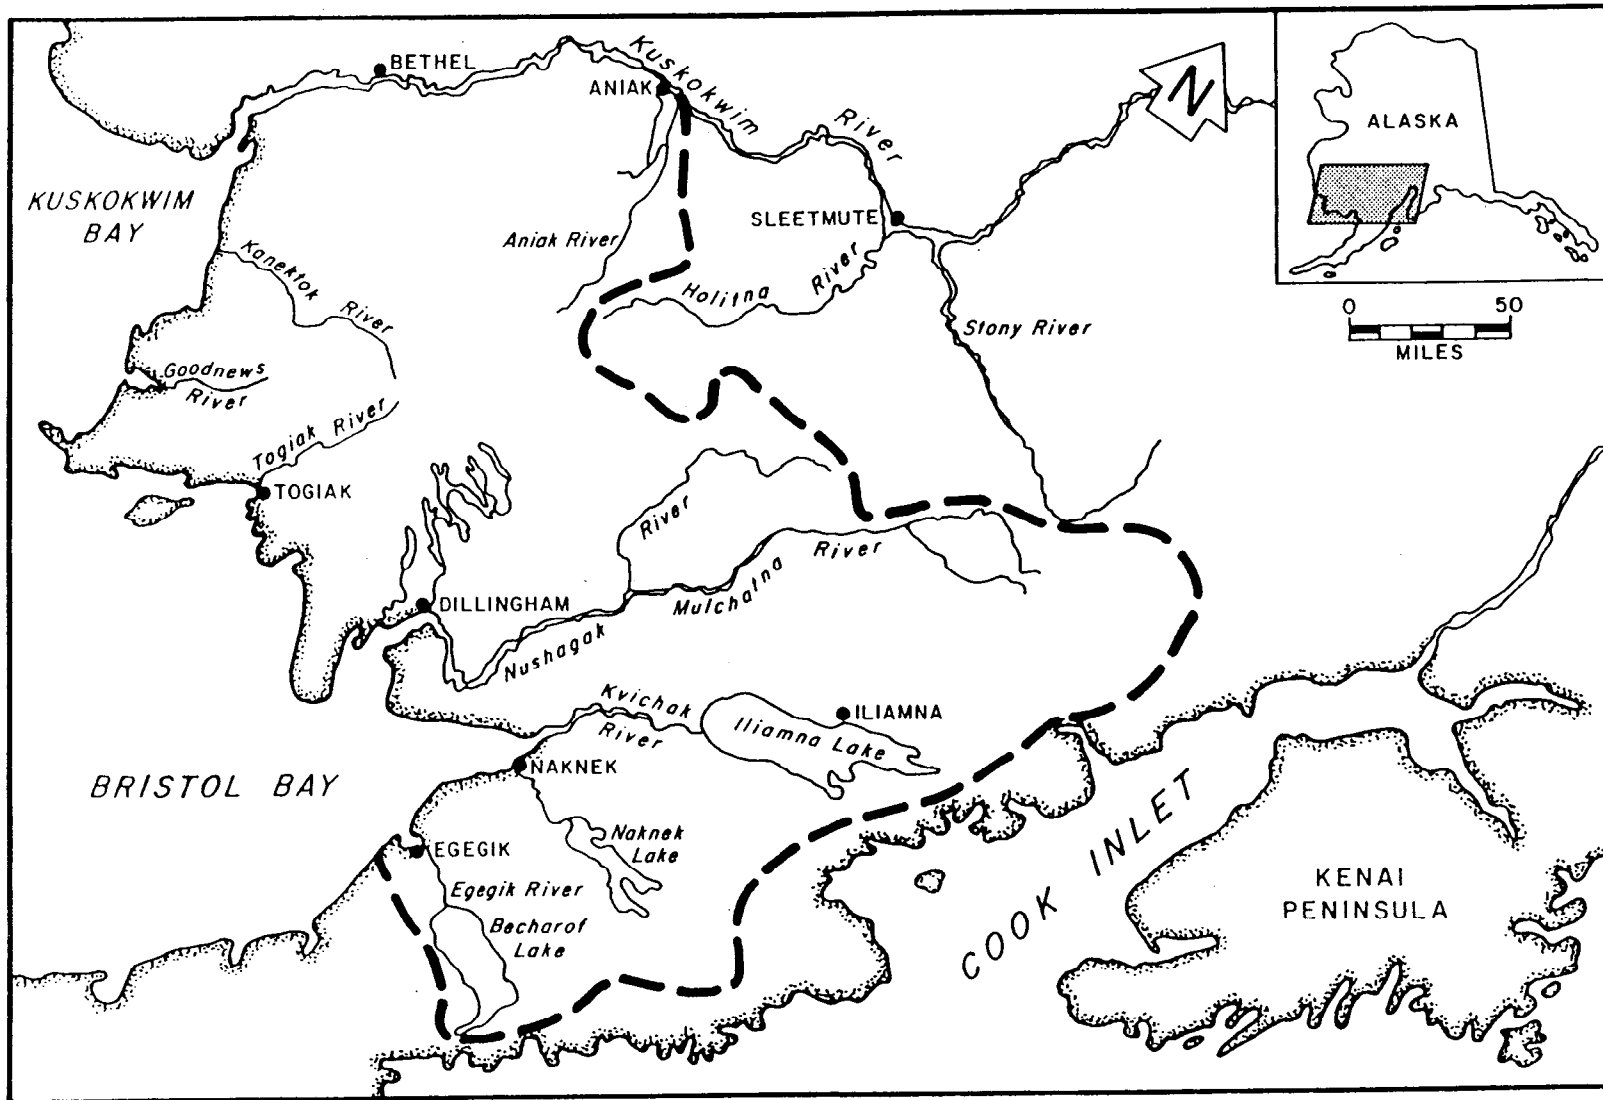 BETHEL
ANIAK
Kuskokwim River
N
ALASKA
KUSKOKWIM
BAY
Aniak River
SLEETMUTE
Kanektok River
Holitna River
Stony River
0 50
MILES
Goodnews
River
Togiak River
TOGIAK
River
Mulchatna River
DILLINGHAM
Nushagak
Kvichak
River
ILIAMNA
Iliamna Lake
NAKNEK
BRISTOL BAY
Naknek
Lake
EGEGIK
Egegik River
Becharof
Lake
COOK INLET
KENAI
PENINSULA